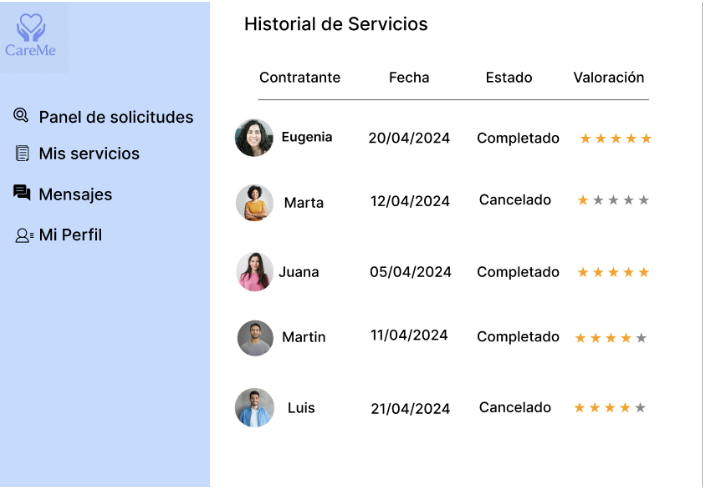 CareMe
Panel de solicitudes
Mis servicios
Mensajes
Mi Perfil
Historial de Servicios
Contratante Fecha Estado Valoración
Eugenia 20/04/2024 Completado
Marta 12/04/2024 Cancelado
Juana 05/04/2024 Completado
Martin 11/04/2024 Completado
Luis 21/04/2024 Cancelado